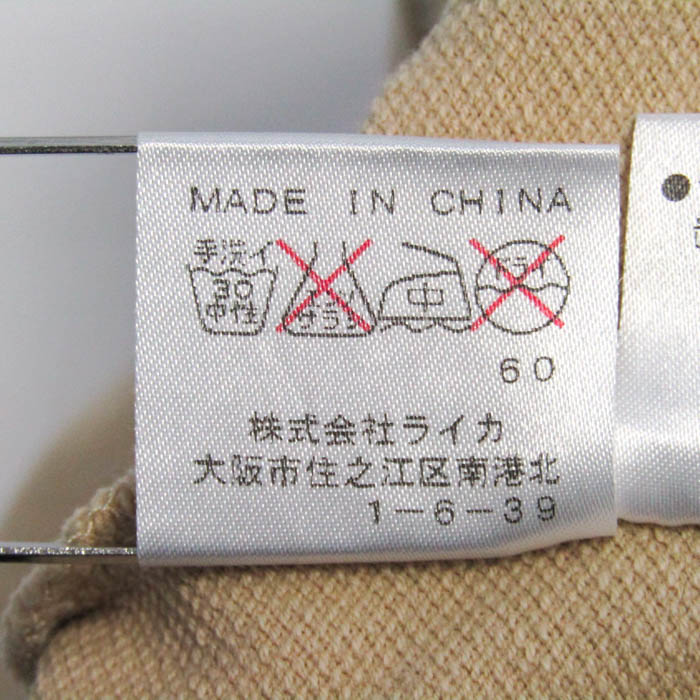 MADE IN CHINA
手洗イ
30
中性
エンソ
サラシ
中
ドライ
60
株式会社ライカ
大阪市住之江区南港北
1-6-39